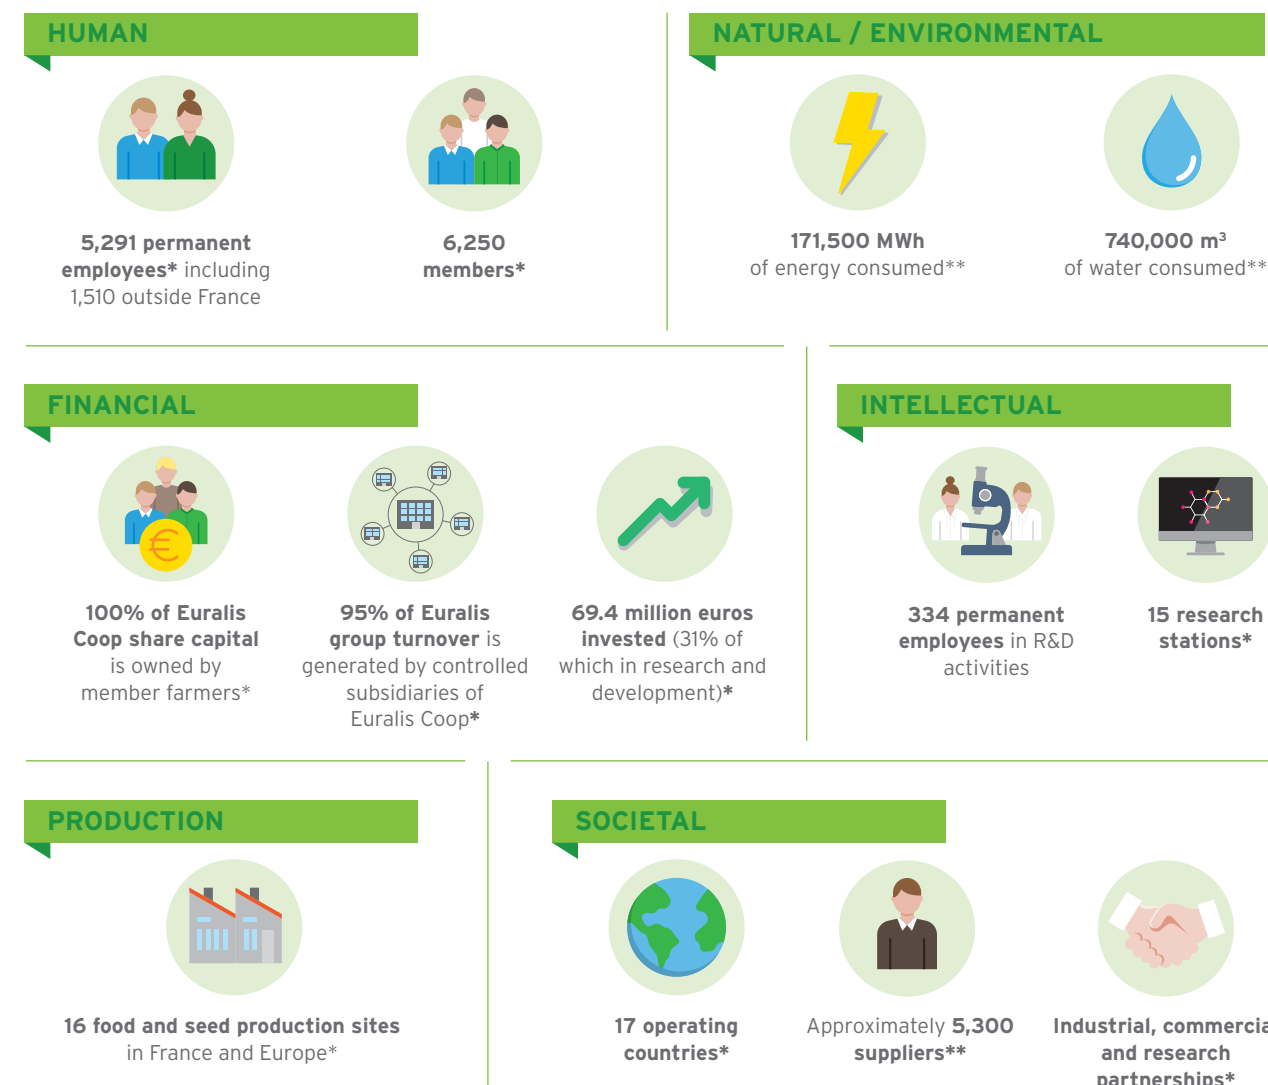 HUMAN
5,291 permanent
employees* including
1,510 outside France
6,250
members*
NATURAL / ENVIRONMENTAL
171,500 MWh
of energy consumed**
740,000 m³
of water consumed**
FINANCIAL
100% of Euralis
Coop share capital
is owned by
member farmers*
95% of Euralis
group turnover is
generated by controlled
subsidiaries of
Euralis Coop*
69.4 million euros
invested (31% of
which in research and
development)*
INTELLECTUAL
334 permanent
employees in R&D
activities
15 research
stations*
PRODUCTION
16 food and seed production sites
in France and Europe*
SOCIETAL
17 operating
countries*
Approximately 5,300
suppliers**
Industrial, commercia
and research
partnerships*